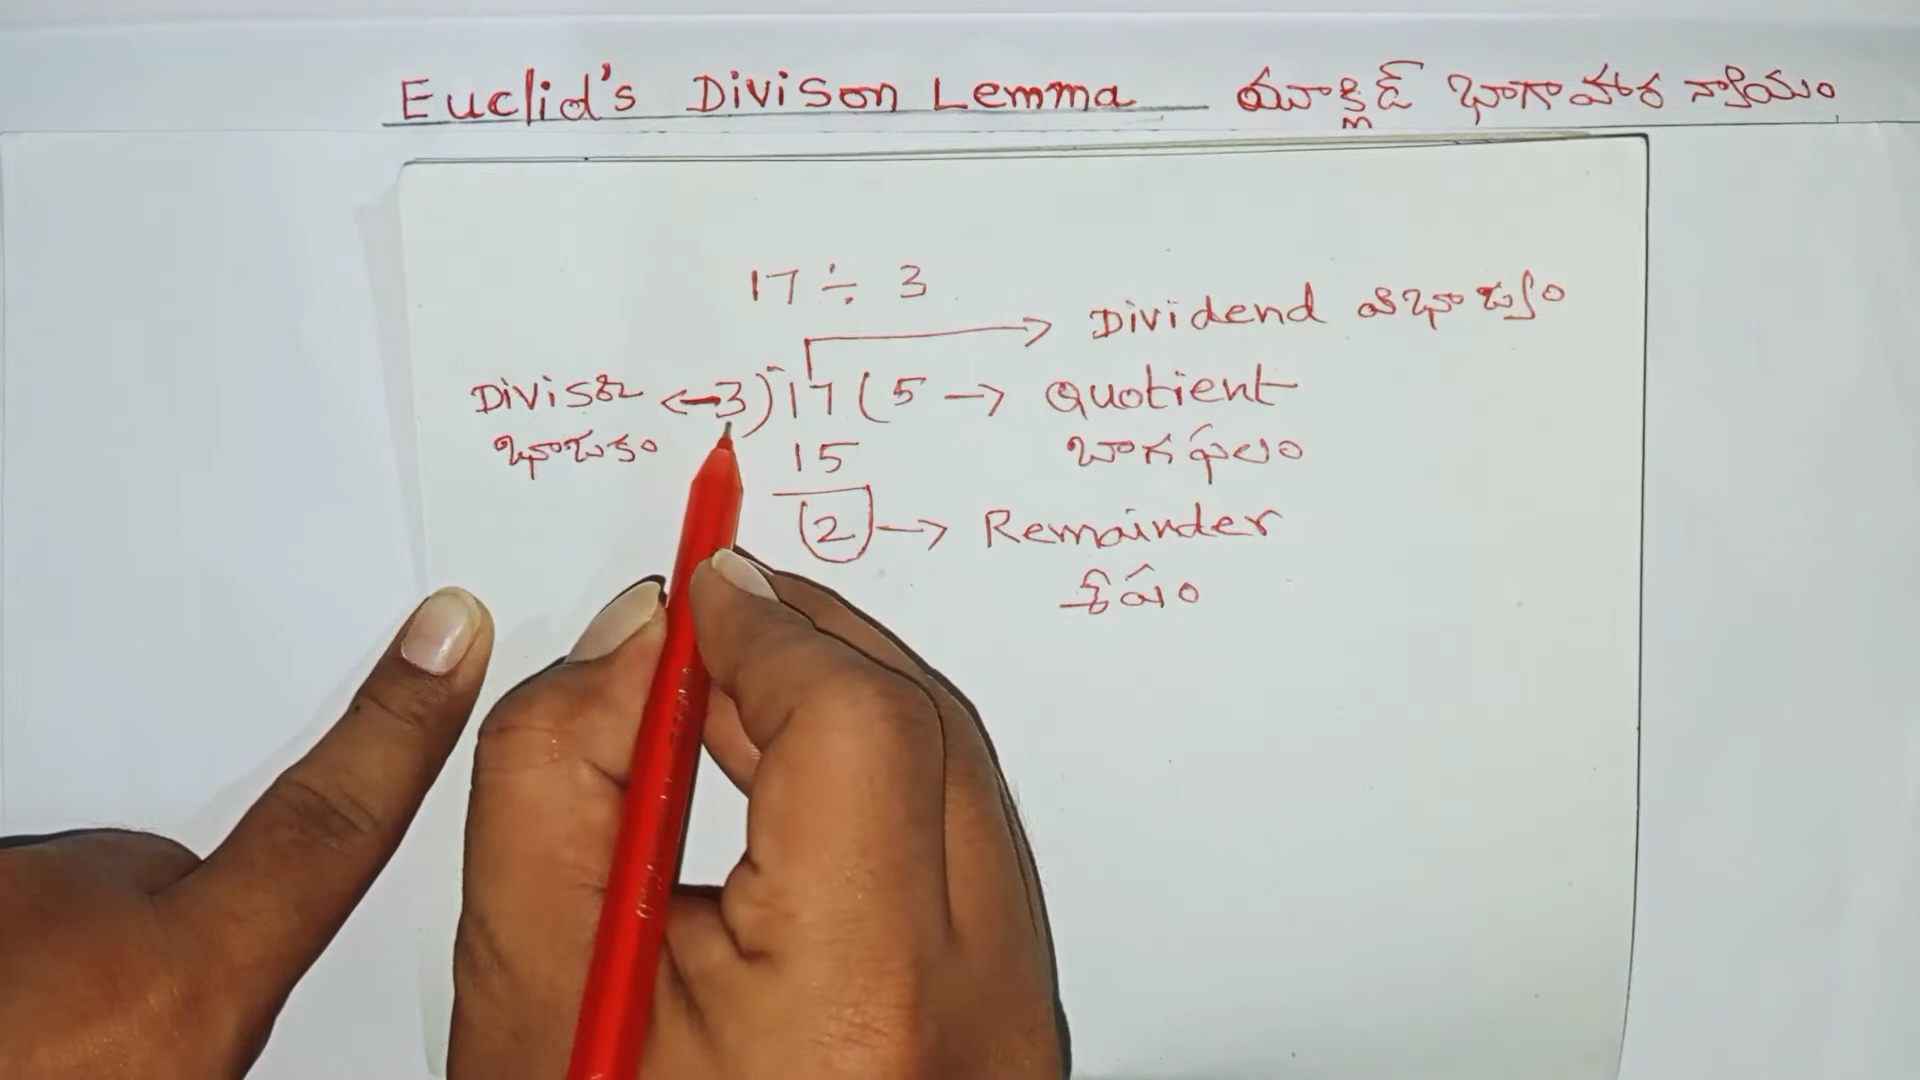 Euclid's Divison Lemma యూక్లిడ్ భాగాహార న్యాయం
17 ÷ 3
Dividend విభాజ్యం
Divisor ← 3 ) 17 ( 5 → Quotient
భాజకం 15 బాగఫలం
2 → Remainder
శేషం